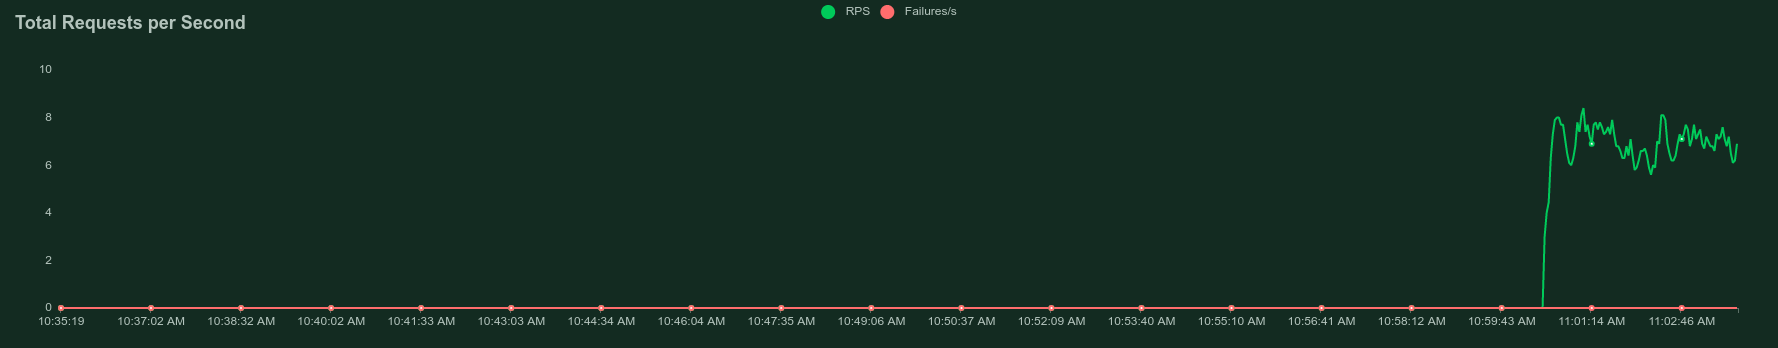 Total Requests per Second
RPS Failures/s
10
8
6
4
2
0
10:35:19 10:37:02 AM 10:38:32 AM 10:40:02 AM 10:41:33 AM 10:43:03 AM 10:44:34 AM 10:46:04 AM 10:47:35 AM 10:49:06 AM 10:50:37 AM 10:52:09 AM 10:53:40 AM 10:55:10 AM 10:56:41 AM 10:58:12 AM 10:59:43 AM 11:01:14 AM 11:02:46 AM